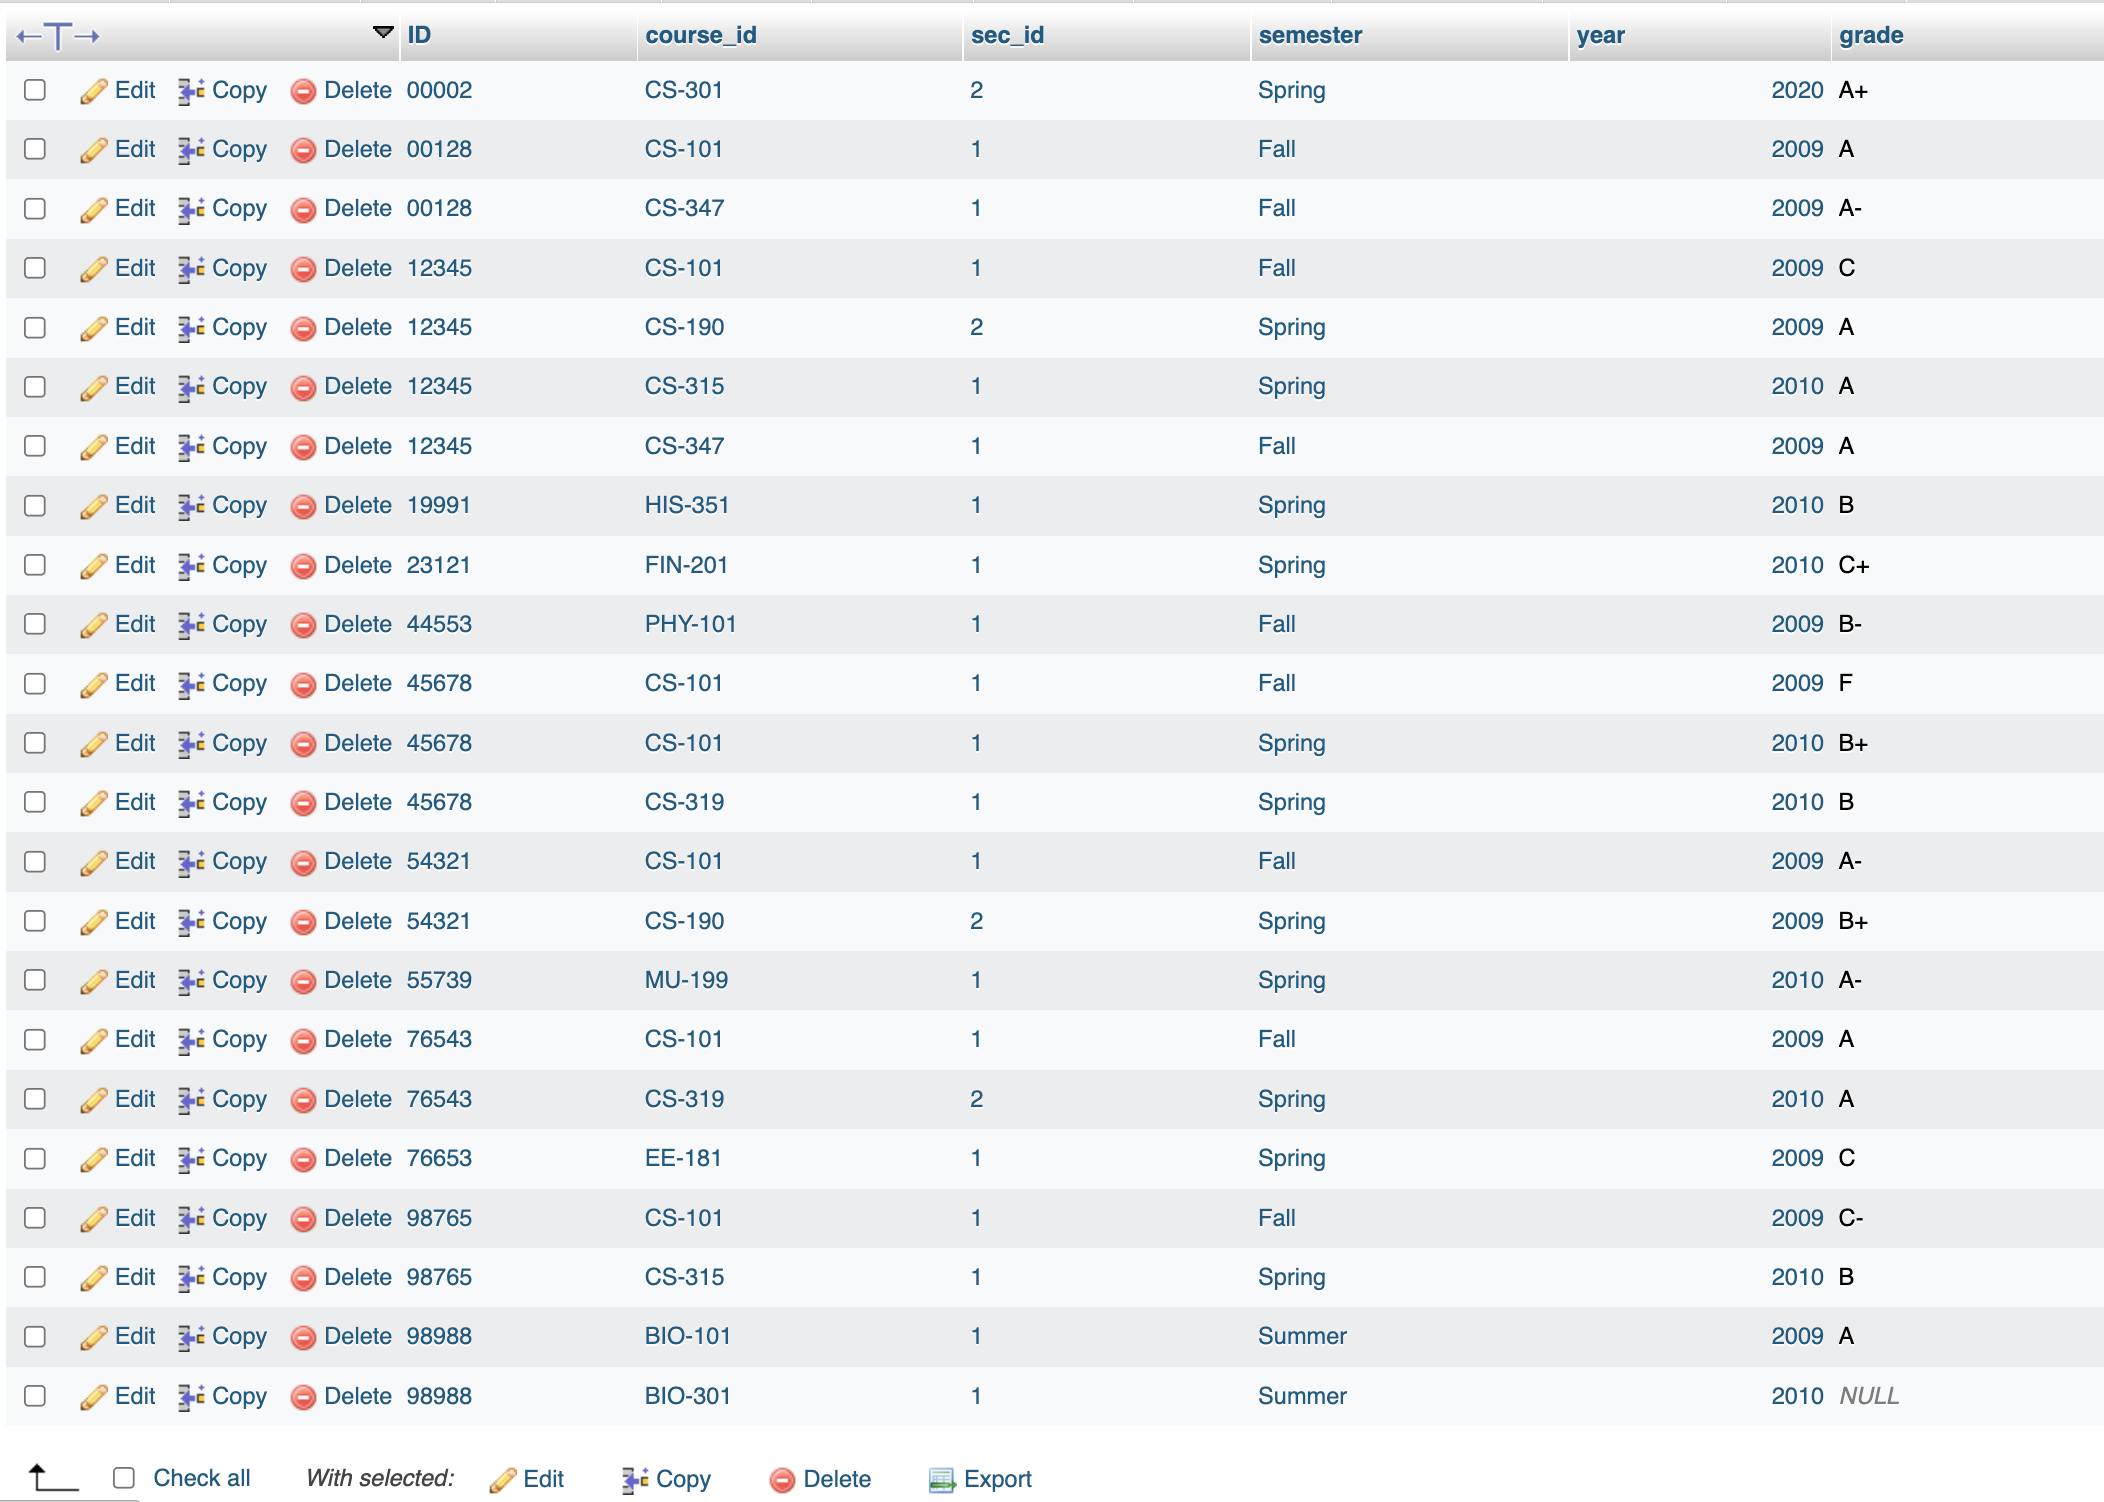 ID course_id sec_id semester year grade
Edit Copy Delete 00002 CS-301 2 Spring 2020 A+
Edit Copy Delete 00128 CS-101 1 Fall 2009 A
Edit Copy Delete 00128 CS-347 1 Fall 2009 A-
Edit Copy Delete 12345 CS-101 1 Fall 2009 C
Edit Copy Delete 12345 CS-190 2 Spring 2009 A
Edit Copy Delete 12345 CS-315 1 Spring 2010 A
Edit Copy Delete 12345 CS-347 1 Fall 2009 A
Edit Copy Delete 19991 HIS-351 1 Spring 2010 B
Edit Copy Delete 23121 FIN-201 1 Spring 2010 C+
Edit Copy Delete 44553 PHY-101 1 Fall 2009 B-
Edit Copy Delete 45678 CS-101 1 Fall 2009 F
Edit Copy Delete 45678 CS-101 1 Spring 2010 B+
Edit Copy Delete 45678 CS-319 1 Spring 2010 B
Edit Copy Delete 54321 CS-101 1 Fall 2009 A-
Edit Copy Delete 54321 CS-190 2 Spring 2009 B+
Edit Copy Delete 55739 MU-199 1 Spring 2010 A-
Edit Copy Delete 76543 CS-101 1 Fall 2009 A
Edit Copy Delete 76543 CS-319 2 Spring 2010 A
Edit Copy Delete 76653 EE-181 1 Spring 2009 C
Edit Copy Delete 98765 CS-101 1 Fall 2009 C-
Edit Copy Delete 98765 CS-315 1 Spring 2010 B
Edit Copy Delete 98988 BIO-101 1 Summer 2009 A
Edit Copy Delete 98988 BIO-301 1 Summer 2010 NULL
Check all With selected: Edit Copy Delete Export